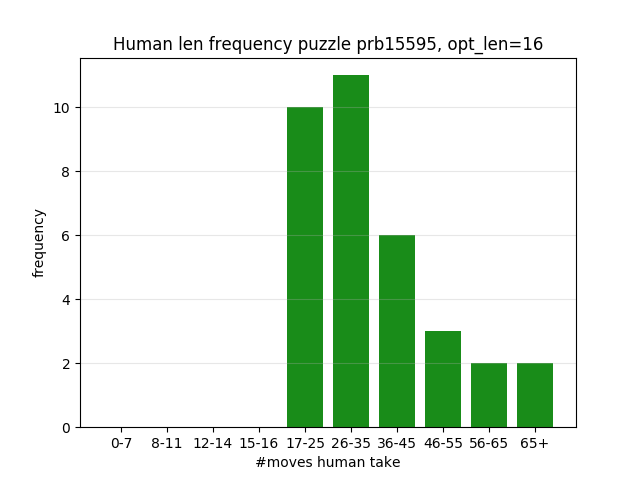 Human len frequency puzzle prb15595, opt_len=16
frequency
10
8
6
4
2
0
0-7 8-11 12-14 15-16 17-25 26-35 36-45 46-55 56-65 65+
#moves human take